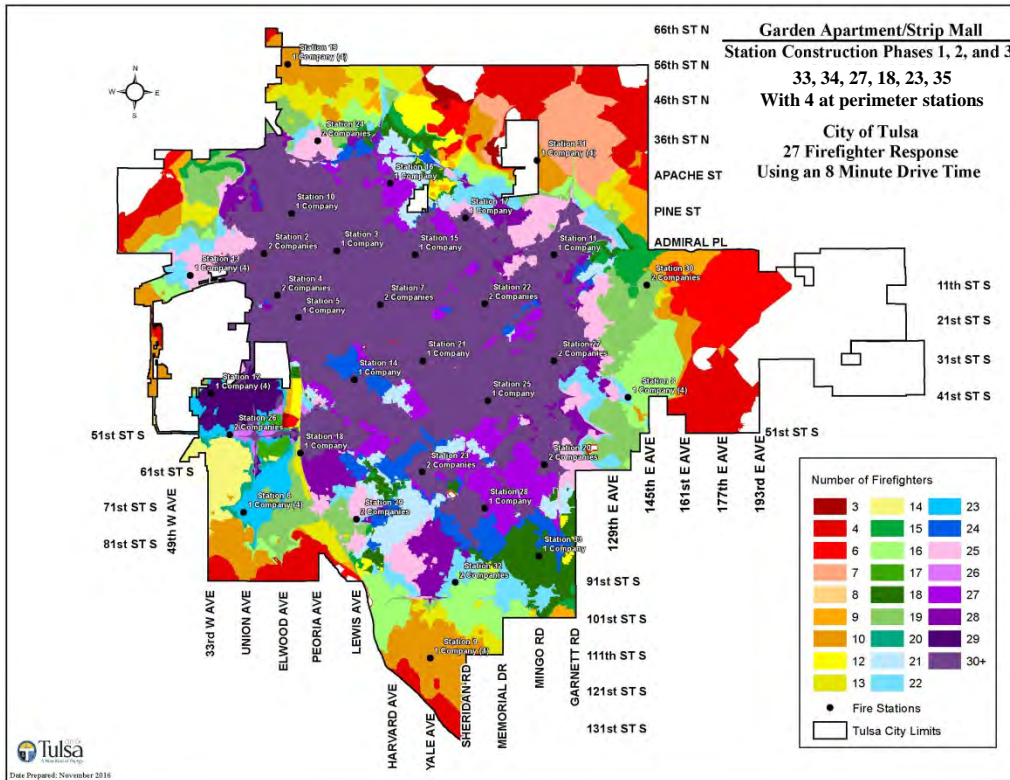 Garden Apartment/Strip Mall
Station Construction Phases 1, 2, and 3
33, 34, 27, 18, 23, 35
With 4 at perimeter stations
City of Tulsa
27 Firefighter Response
Using an 8 Minute Drive Time
66th ST N
56th ST N
46th ST N
36th ST N
APACHE ST
PINE ST
ADMIRAL PL
11th ST S
21st ST S
31st ST S
41st ST S
51st ST S
N
W
E
S
Station 19
1 Company (4)
Station 24
2 Companies
Station 16
1 Company
Station 31
1 Company (4)
Station 10
1 Company
Station 17
1 Company
Station 2
2 Companies
Station 3
1 Company
Station 15
1 Company
Station 11
1 Company
Station 13
1 Company (4)
Station 30
2 Companies
Station 4
2 Companies
Station 5
1 Company
Station 7
2 Companies
Station 22
2 Companies
Station 14
1 Company
Station 21
1 Company
Station 27
2 Companies
Station 12
1 Company (4)
Station 25
1 Company
1 Company (4)
Station 26
2 Companies
Station 18
1 Company
Station 23
2 Companies
2 Companies
Station 6
1 Company (4)
2 Companies
Station 28
1 Company
1 Company
Station 32
2 Companies
Station 9
1 Company (4)
51st ST S
61st ST S
71st ST S
81st ST S
49th W AVE
33rd W AVE
UNION AVE
ELWOOD AVE
PEORIA AVE
LEWIS AVE
HARVARD AVE
YALE AVE
SHERIDAN RD
MEMORIAL DR
MINGO RD
GARNETT RD
129th E AVE
145th E AVE
161st E AVE
177th E AVE
193rd E AVE
91st ST S
101st ST S
111th ST S
121st ST S
131st ST S
Number of Firefighters
3 14 23
4 15 24
6 16 25
7 17 26
8 18 27
9 19 28
10 20 29
12 21 30+
13 22
Fire Stations
Tulsa City Limits
Tulsa
Date Prepared: November 2016